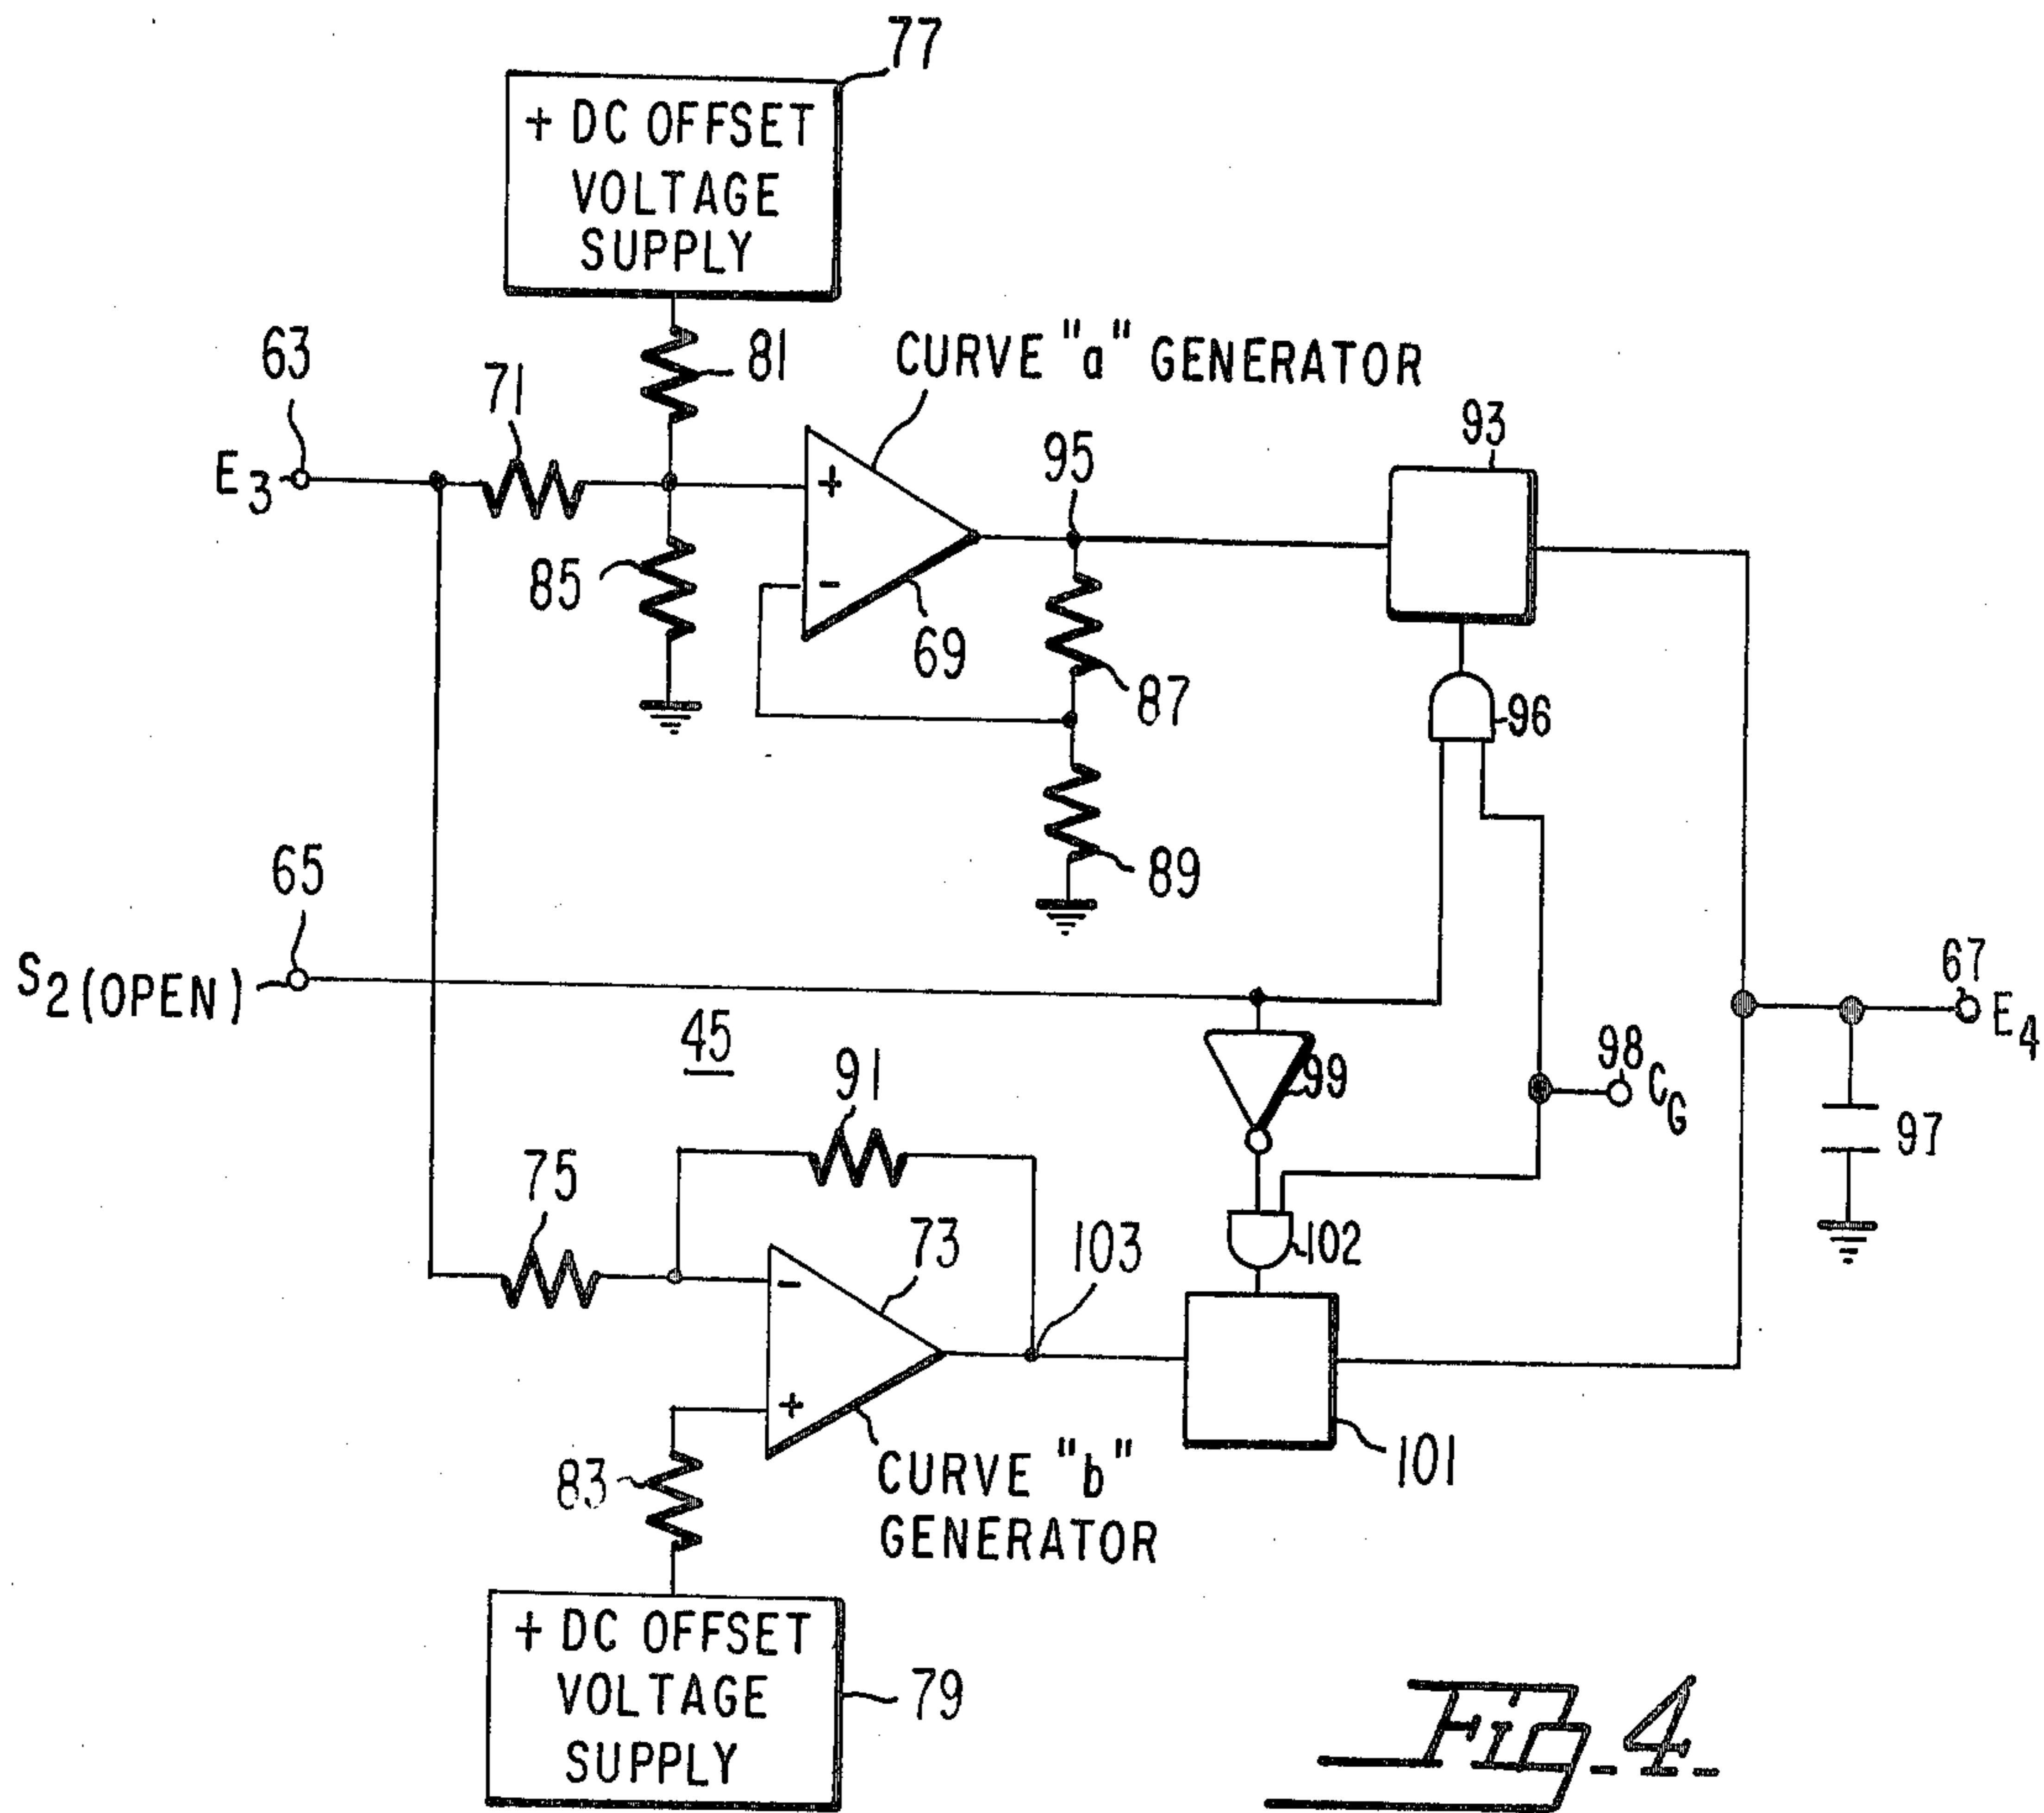 77
+ DC OFFSET
VOLTAGE
SUPPLY
63
71
81
CURVE "a" GENERATOR
95
93
E3
+
-
85
69
87
96
89
65
S2(OPEN)
67
E4
45
91
99
98
CG
97
75
73
103
102
-
+
83
CURVE "b"
GENERATOR
101
+ DC OFFSET
VOLTAGE
SUPPLY
79
FIG_4-